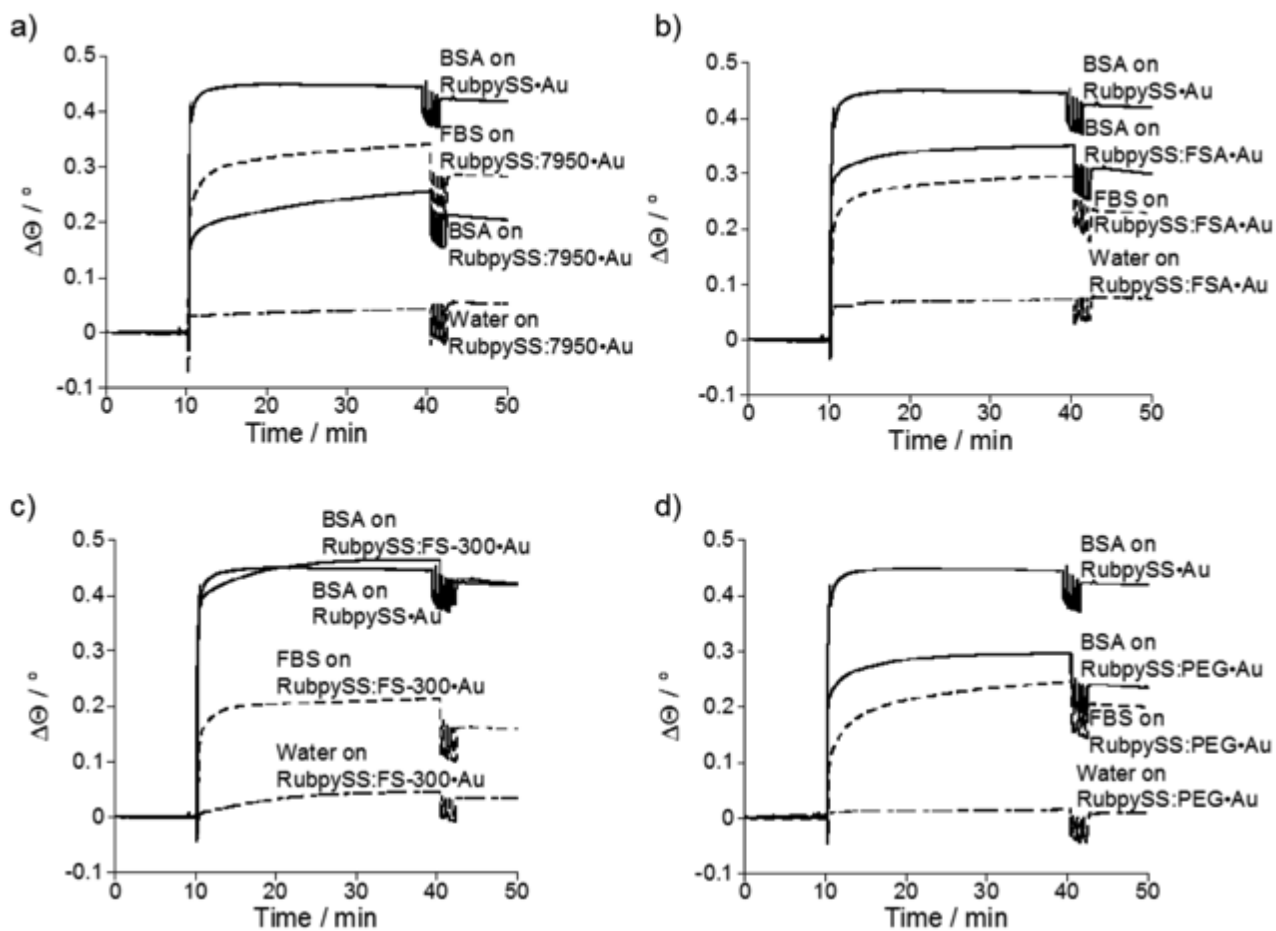 a)
0.5
0.4
0.3
0.2
0.1
0
-0.1
ΔΘ / °
0 10 20 30 40 50
Time / min
BSA on
RubpySS•Au
FBS on
RubpySS:7950•Au
BSA on
RubpySS:7950•Au
Water on
RubpySS:7950•Au
b)
0.5
0.4
0.3
0.2
0.1
0
-0.1
ΔΘ / °
0 10 20 30 40 50
Time / min
BSA on
RubpySS•Au
BSA on
RubpySS:FSA•Au
FBS on
RubpySS:FSA•Au
Water on
RubpySS:FSA•Au
c)
0.5
0.4
0.3
0.2
0.1
0
-0.1
ΔΘ / °
0 10 20 30 40 50
Time / min
BSA on
RubpySS:FS-300•Au
BSA on
RubpySS•Au
FBS on
RubpySS:FS-300•Au
Water on
RubpySS:FS-300•Au
d)
0.5
0.4
0.3
0.2
0.1
0
-0.1
ΔΘ / °
0 10 20 30 40 50
Time / min
BSA on
RubpySS•Au
BSA on
RubpySS:PEG•Au
FBS on
RubpySS:PEG•Au
Water on
RubpySS:PEG•Au